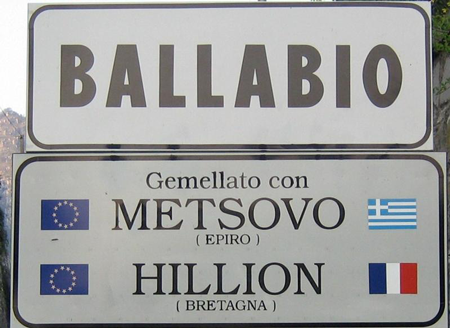 BALLABIO
Gemellato con
METSOVO
( EPIRO )
HILLION
( BRETAGNA )